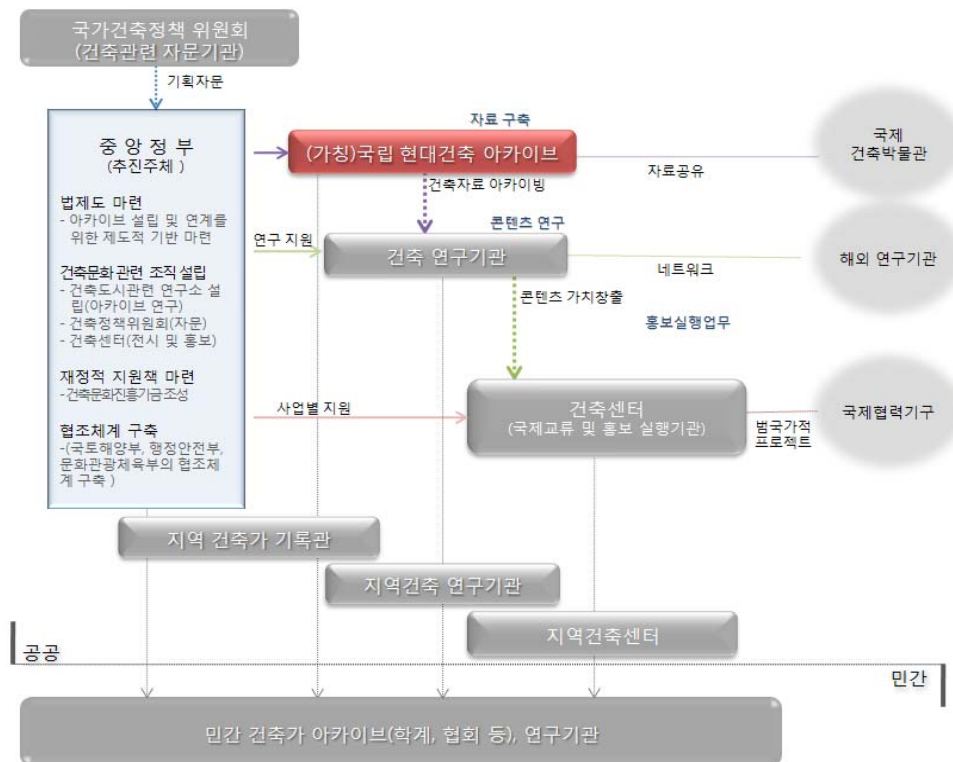 국가건축정책 위원회
(건축관련 자문기관)
기획자문
중 앙 정 부
(추진주체 )
법제도 마련
- 아카이브 설립 및 연계를
위한 제도적 기반 마련
건축문화 관련 조직 설립
- 건축도시관련 연구소 설
립(아카이브 연구)
- 건축정책위원회(자문)
- 건축센터(전시 및 홍보)
재정적 지원책 마련
-건축문화진흥기금 조성
협조체계 구축
-(국토해양부, 행정안전부,
문화관광체육부의 협조체
계 구축 )
자료 구축
(가칭)국립 현대건축 아카이브
자료공유
국제
건축박물관
건축자료 아카이빙
콘텐츠 연구
연구 지원
건축 연구기관
네트워크
해외 연구기관
콘텐츠 가치창출
홍보실행업무
사업별 지원
건축센터
(국제교류 및 홍보 실행기관)
범국가적
프로젝트
국제협력기구
지역 건축가 기록관
지역건축 연구기관
지역건축센터
공공
민간
민간 건축가 아카이브(학계, 협회 등), 연구기관